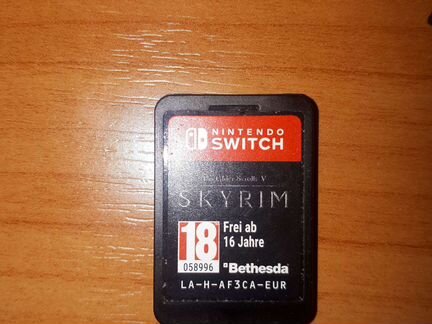 NINTENDO
SWITCH
The Elder Scrolls V
SKYRIM
18
058996
Frei ab
16 Jahre
Bethesda
LA-H-AF3CA-EUR